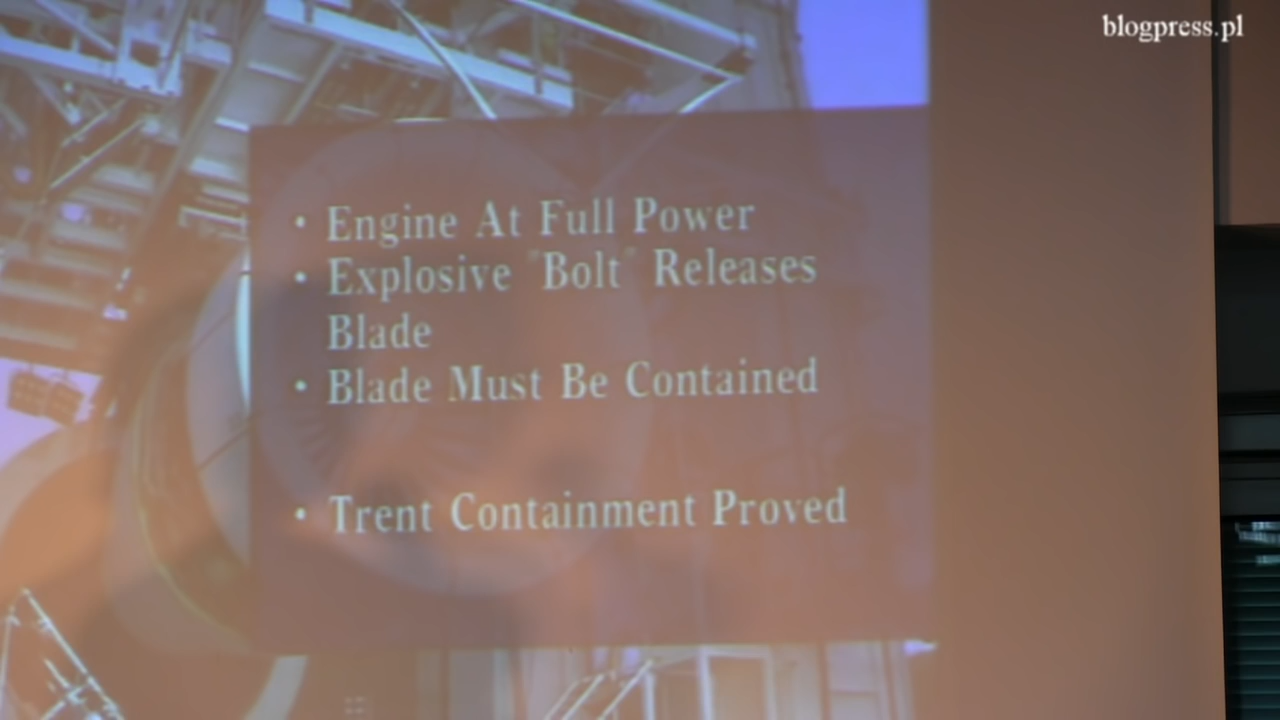 blogpress.pl
• Engine At Full Power
• Explosive "Bolt" Releases
Blade
• Blade Must Be Contained
• Trent Containment Proved